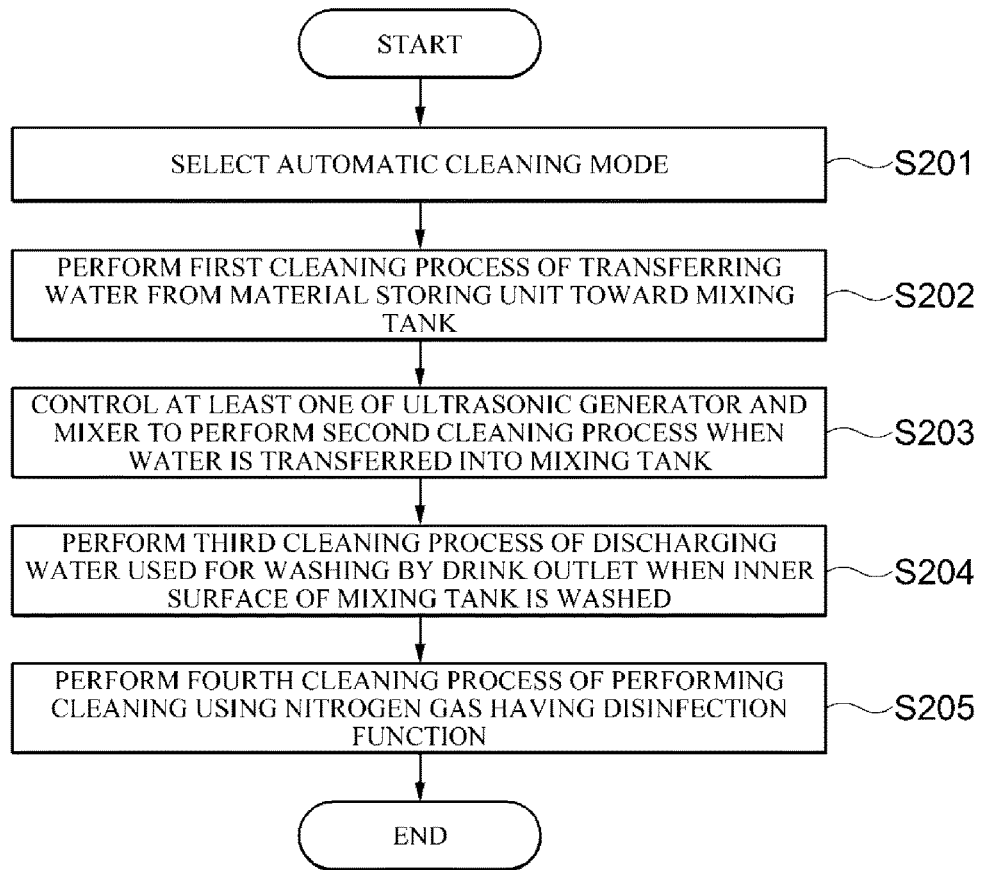 START
SELECT AUTOMATIC CLEANING MODE
S201
PERFORM FIRST CLEANING PROCESS OF TRANSFERRING
WATER FROM MATERIAL STORING UNIT TOWARD MIXING
TANK
S202
CONTROL AT LEAST ONE OF ULTRASONIC GENERATOR AND
MIXER TO PERFORM SECOND CLEANING PROCESS WHEN
WATER IS TRANSFERRED INTO MIXING TANK
S203
PERFORM THIRD CLEANING PROCESS OF DISCHARGING
WATER USED FOR WASHING BY DRINK OUTLET WHEN INNER
SURFACE OF MIXING TANK IS WASHED
S204
PERFORM FOURTH CLEANING PROCESS OF PERFORMING
CLEANING USING NITROGEN GAS HAVING DISINFECTION
FUNCTION
S205
END